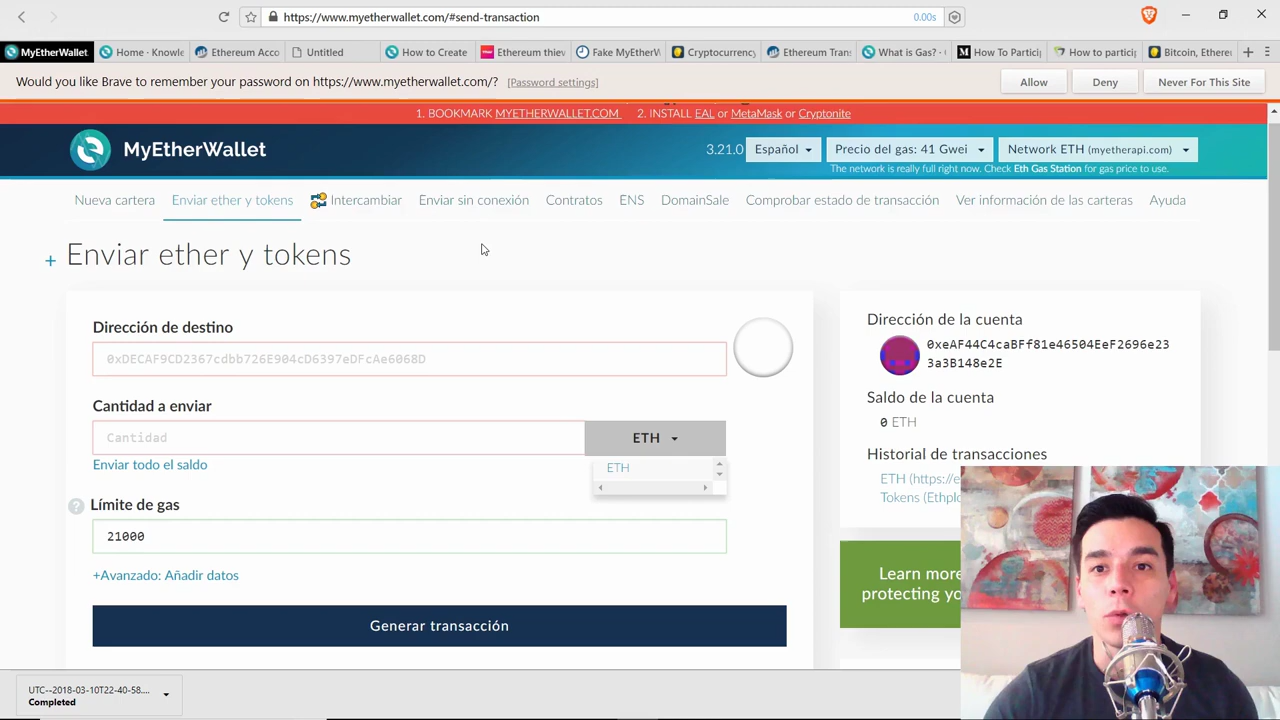 https://www.myetherwallet.com/#send-transaction
0.00s
MyEtherWallet
Home · Knowle
Ethereum Acco
Untitled
How to Create
Ethereum thiev
Fake MyEtherW
Cryptocurrency
Ethereum Tran
What is Gas? ·
How To Particip
How to particip
Bitcoin, Ethere
Would you like Brave to remember your password on https://www.myetherwallet.com/? [Password settings]
Allow
Deny
Never For This Site
1. BOOKMARK MYETHERWALLET.COM 2. INSTALL EAL or MetaMask or Cryptonite
MyEtherWallet
3.21.0
Español
Precio del gas: 41 Gwei
Network ETH (myetherapi.com)
The network is really full right now. Check Eth Gas Station for gas price to use.
Nueva cartera
Enviar ether y tokens
Intercambiar
Enviar sin conexión
Contratos
ENS
DomainSale
Comprobar estado de transacción
Ver información de las carteras
Ayuda
+ Enviar ether y tokens
Dirección de destino
0xDECAF9CD2367cdbb726E904cD6397eDFcAe6068D
Cantidad a enviar
Cantidad
ETH
ETH
Enviar todo el saldo
? Límite de gas
21000
+Avanzado: Añadir datos
Generar transacción
Dirección de la cuenta
0xeAF44C4caBFf81e46504EeF2696e23
3a3B148e2E
Saldo de la cuenta
0 ETH
Historial de transacciones
ETH (https://e
Tokens (Ethplo
Learn more
protecting yo
UTC--2018-03-10T22-40-58....
Completed